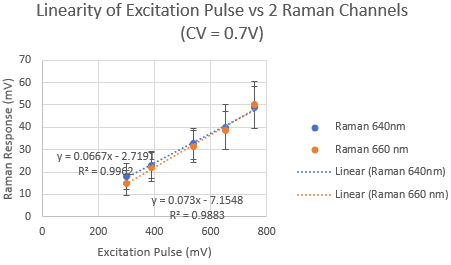 Linearity of Excitation Pulse vs 2 Raman Channels
(CV = 0.7V)
Raman Response (mV)
70
60
50
40
30
20
10
0
y = 0.0667x - 2.7191
R² = 0.9962
y = 0.073x - 7.1548
R² = 0.9883
0 200 400 600 800
Excitation Pulse (mV)
Raman 640nm
Raman 660 nm
Linear (Raman 640nm)
Linear (Raman 660 nm)